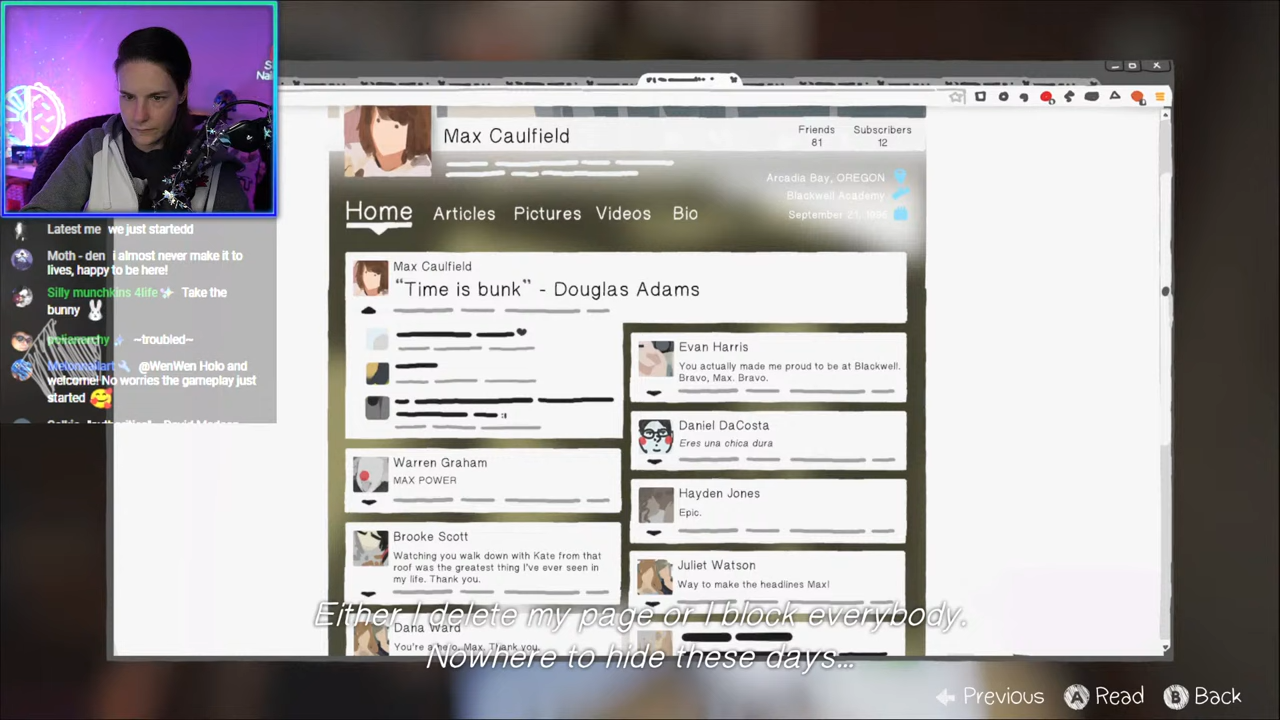 Latest me we just startedd
Moth - den i almost never make it to
lives, happy to be here!
Silly munchkins 4life Take the
bunny
~troubled~
@WenWen Holo and
welcome! No worries the gameplay just
started
Max Caulfield
Friends
81
Subscribers
12
Arcadia Bay, OREGON
Blackwell Academy
Home Articles Pictures Videos Bio
Max Caulfield
“Time is bunk” - Douglas Adams
Warren Graham
MAX POWER
Brooke Scott
Watching you walk down with Kate from that
roof was the greatest thing I've ever seen in
my life. Thank you.
Dana Ward
You're a hero, Max. Thank you.
Evan Harris
You actually made me proud to be at Blackwell.
Bravo, Max. Bravo.
Daniel DaCosta
Eres una chica dura
Hayden Jones
Epic.
Juliet Watson
Way to make the headlines Max!
Either I delete my page or I block everybody.
Nowhere to hide these days...
Previous A Read B Back